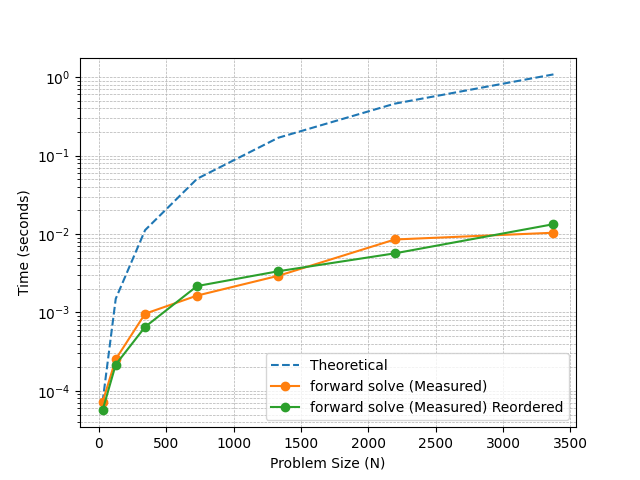 10⁰
10⁻¹
10⁻²
10⁻³
10⁻⁴
Time (seconds)
Theoretical
forward solve (Measured)
forward solve (Measured) Reordered
0 500 1000 1500 2000 2500 3000 3500
Problem Size (N)